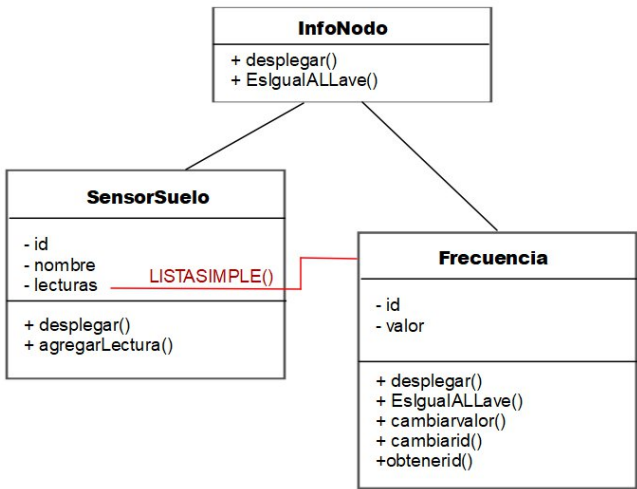 InfoNodo
+ desplegar()
+ EsIgualALLave()
SensorSuelo
- id
- nombre
- lecturas
LISTASIMPLE()
+ desplegar()
+ agregarLectura()
Frecuencia
- id
- valor
+ desplegar()
+ EsIgualALLave()
+ cambiarvalor()
+ cambiarid()
+obtenerid()